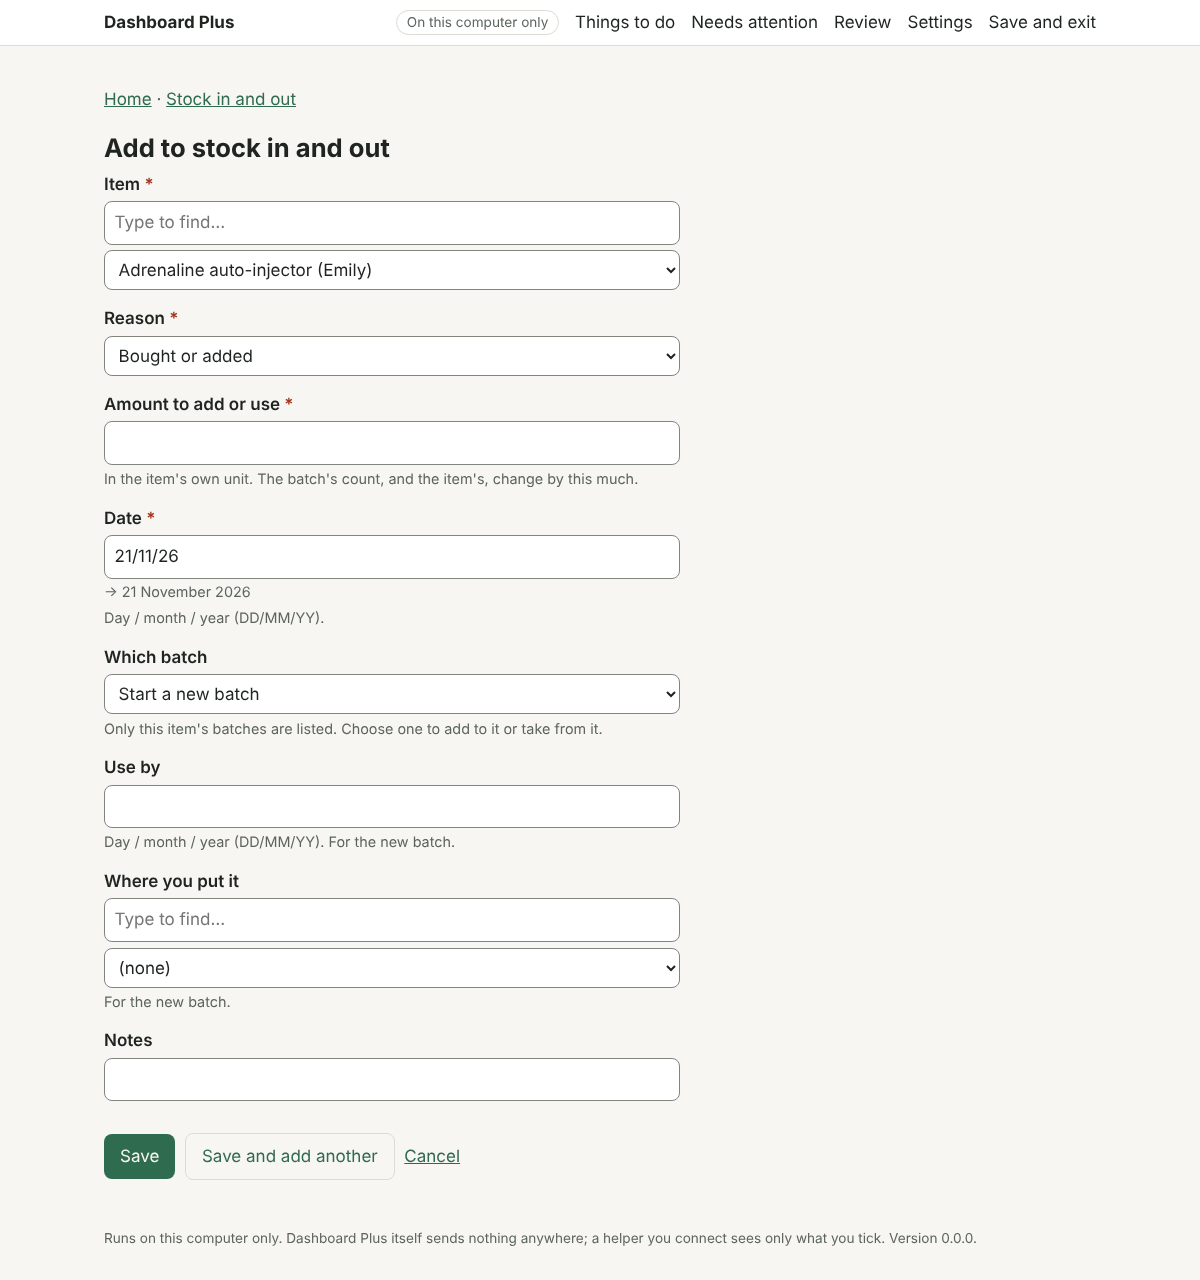 Dashboard Plus
On this computer only
Things to do
Needs attention
Review
Settings
Save and exit
Home · Stock in and out
Add to stock in and out
Item *
Type to find...
Adrenaline auto-injector (Emily)
Reason *
Bought or added
Amount to add or use *
In the item's own unit. The batch's count, and the item's, change by this much.
Date *
21/11/26
→ 21 November 2026
Day / month / year (DD/MM/YY).
Which batch
Start a new batch
Only this item's batches are listed. Choose one to add to it or take from it.
Use by
Day / month / year (DD/MM/YY). For the new batch.
Where you put it
Type to find...
(none)
For the new batch.
Notes
Save
Save and add another
Cancel
Runs on this computer only. Dashboard Plus itself sends nothing anywhere; a helper you connect sees only what you tick. Version 0.0.0.